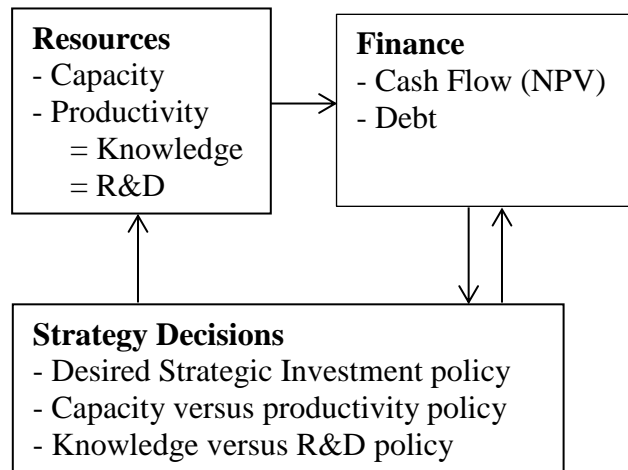 Resources
- Capacity
- Productivity
= Knowledge
= R&D
Finance
- Cash Flow (NPV)
- Debt
Strategy Decisions
- Desired Strategic Investment policy
- Capacity versus productivity policy
- Knowledge versus R&D policy